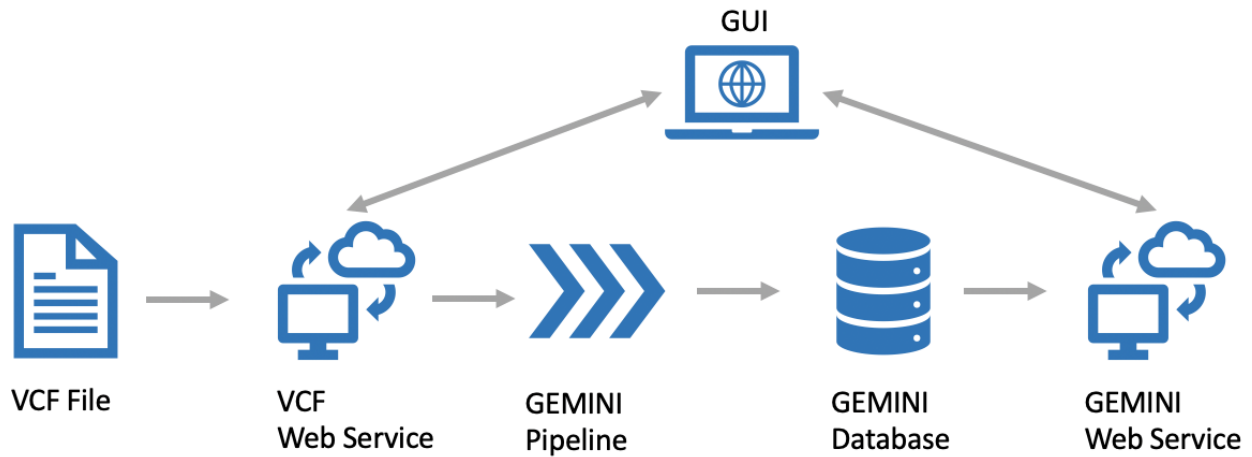 GUI
VCF File
VCF
Web Service
GEMINI
Pipeline
GEMINI
Database
GEMINI
Web Service